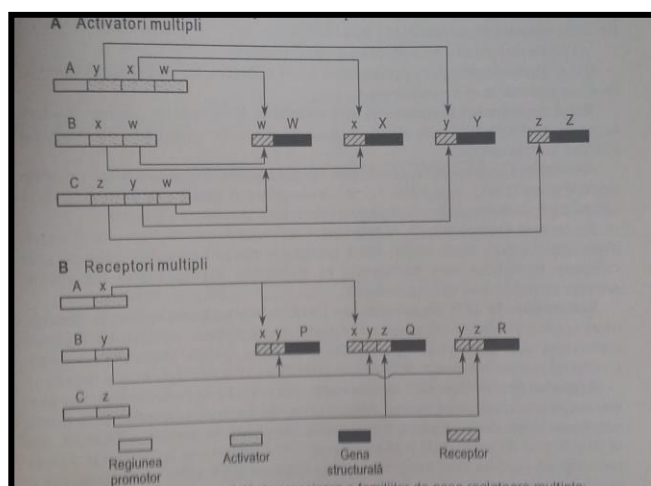 A Activatori multipli
A y x w
B x w w W x X y Y z Z
C z y w
B Receptori multipli
A x
B y x y P x y z Q y z R
C z
Regiunea promotor
Activator
Gena structurală
Receptor